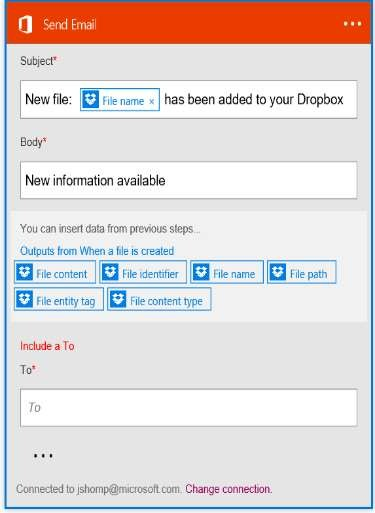 Send Email
Subject*
New file: File name × has been added to your Dropbox
Body*
New information available
You can insert data from previous steps...
Outputs from When a file is created
File content File identifier File name File path
File entity tag File content type
Include a To
To*
To
Connected to jshomp@microsoft.com. Change connection.